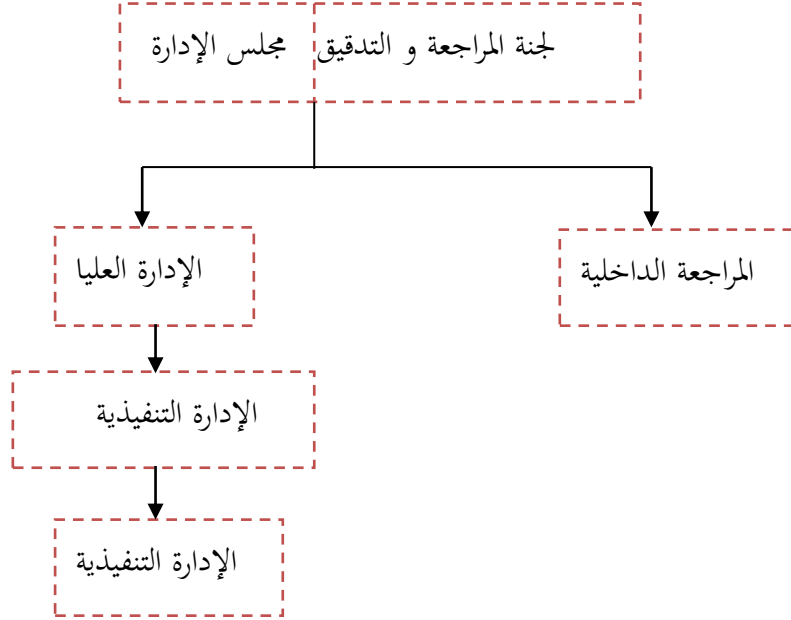 لجنة المراجعة و التدقيق مجلس الإدارة
المراجعة الداخلية
الإدارة العليا
الإدارة التنفيذية
الإدارة التنفيذية